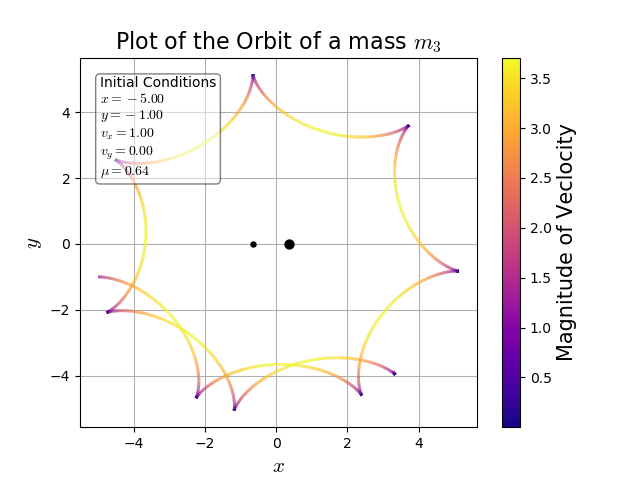 Plot of the Orbit of a mass m₃
Initial Conditions
x = −5.00
y = −1.00
vₓ = 1.00
v_y = 0.00
μ = 0.64
4
2
0
−2
−4
y
−4
−2
0
2
4
x
3.5
3.0
2.5
2.0
1.5
1.0
0.5
Magnitude of Veclocity